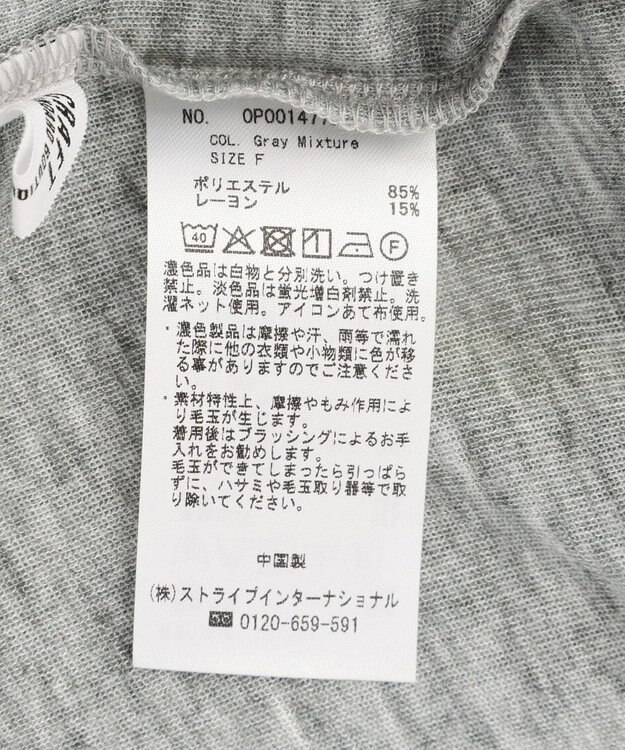 CRAFT
NO. OP001477
COL. Gray Mixture
SIZE F
ポリエステル 85%
レーヨン 15%
40 F
濃色品は白物と分別洗い。つけ置き
禁止。淡色品は蛍光増白剤禁止。洗
濯ネット使用。アイコンあて布使用。
・濃色製品は摩擦や汗、雨等で濡れ
た際に他の衣類や小物類に色が移
る事がありますのでご注意くださ
い。
・素材特性上、摩擦やもみ作用によ
り毛玉が生じます。
着用後はブラッシングによるお手
入れをお勧めします。
毛玉ができてしまったら引っぱら
ずに、ハサミや毛玉取り器等で取
り除いてください。
中国製
(株)ストライプインターナショナル
0120-659-591